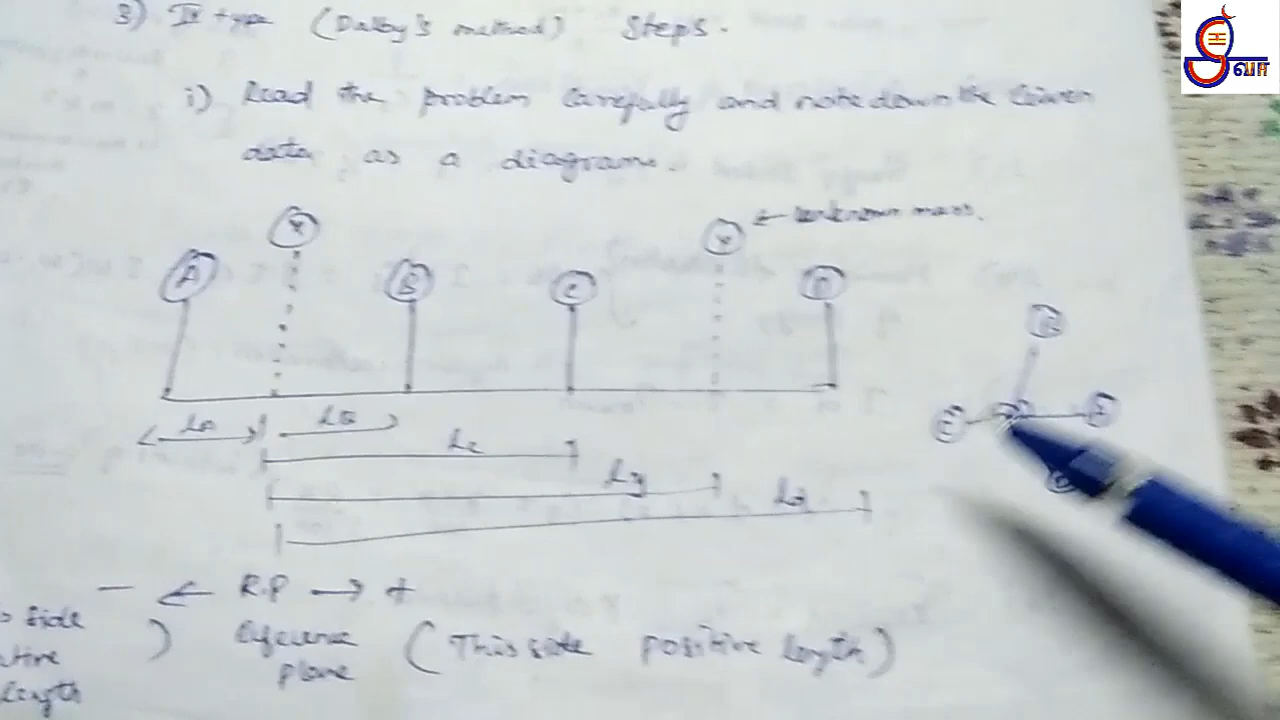 3) II type (Dalby's method) Steps.
i) Read the problem carefully and note down the Given
data as a diagram.
X
X ← unknown mass.
A
B
C
D
B
LA
LB
Lc
Ly
Ld
− ← R.P → +
side
) Reference ( This side positive length)
plane
Length
வா